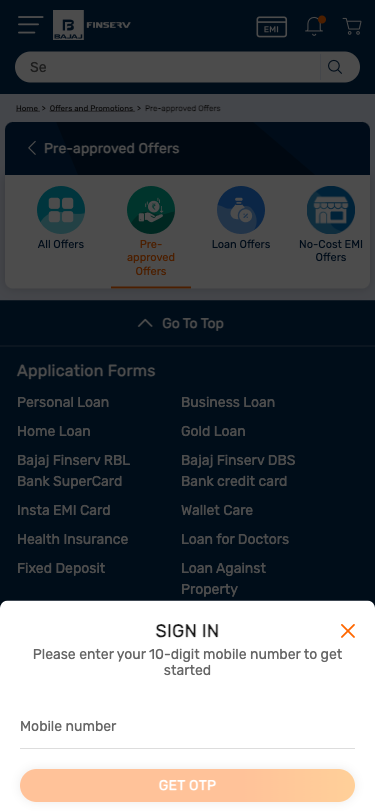 BAJAJ FINSERV
EMI
Se
Home > Offers and Promotions > Pre-approved Offers
Pre-approved Offers
All Offers
Pre-
approved
Offers
Loan Offers
No-Cost EMI
Offers
Go To Top
Application Forms
Personal Loan
Business Loan
Home Loan
Gold Loan
Bajaj Finserv RBL
Bank SuperCard
Bajaj Finserv DBS
Bank credit card
Insta EMI Card
Wallet Care
Health Insurance
Loan for Doctors
Fixed Deposit
Loan Against
Property
SIGN IN
Please enter your 10-digit mobile number to get
started
Mobile number
GET OTP